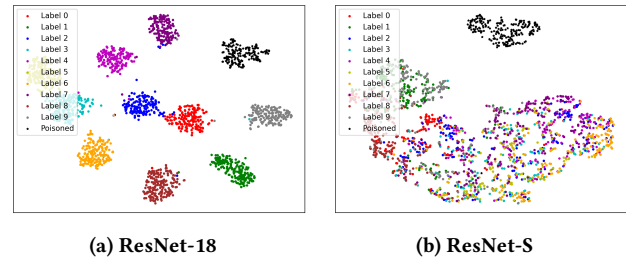 Label 0
Label 1
Label 2
Label 3
Label 4
Label 5
Label 6
Label 7
Label 8
Label 9
Poisoned
Label 0
Label 1
Label 2
Label 3
Label 4
Label 5
Label 6
Label 7
Label 8
Label 9
Poisoned
(a) ResNet-18
(b) ResNet-S